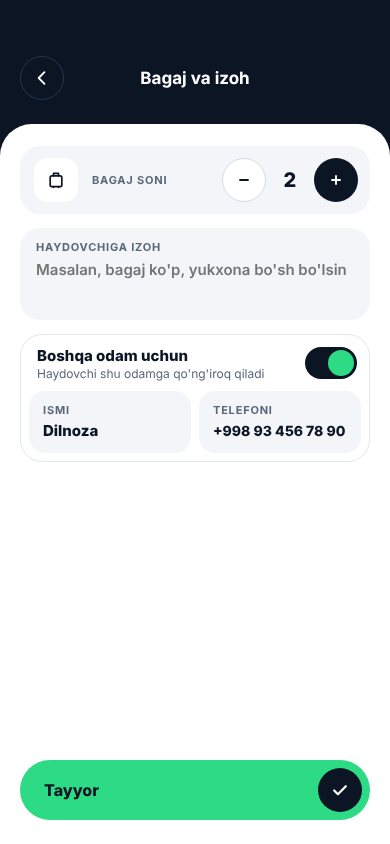 Bagaj va izoh
BAGAJ SONI
2
HAYDOVCHIGA IZOH
Masalan, bagaj ko'p, yukxona bo'sh bo'lsin
Boshqa odam uchun
Haydovchi shu odamga qo'ng'iroq qiladi
ISMI
Dilnoza
TELEFONI
+998 93 456 78 90
Tayyor